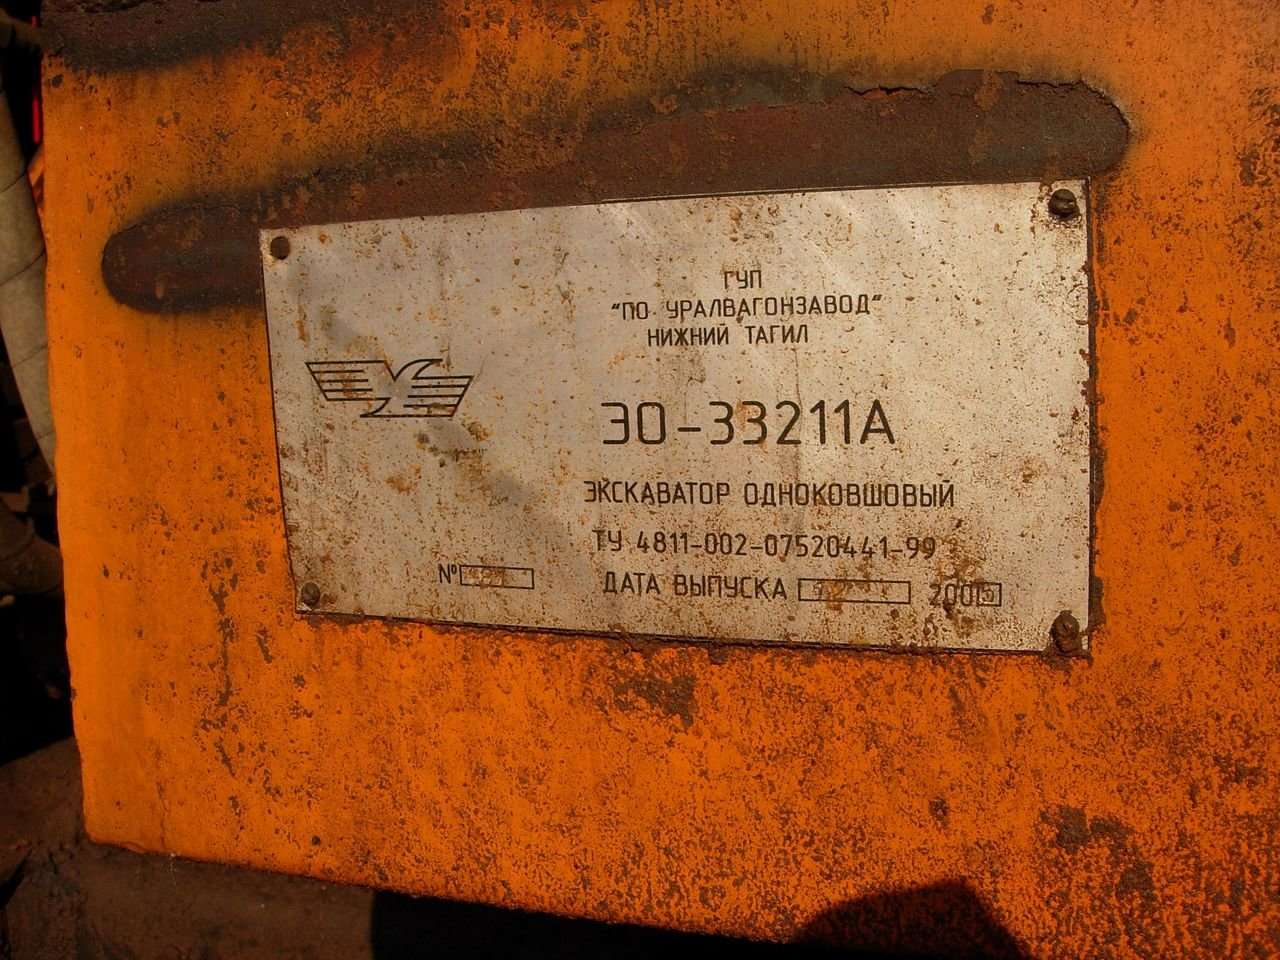 ГУП
"ПО УРАЛВАГОНЗАВОД"
НИЖНИЙ ТАГИЛ
ЭО-33211А
ЭКСКАВАТОР ОДНОКОВШОВЫЙ
ТУ 4811-002-07520441-99
№ ДАТА ВЫПУСКА